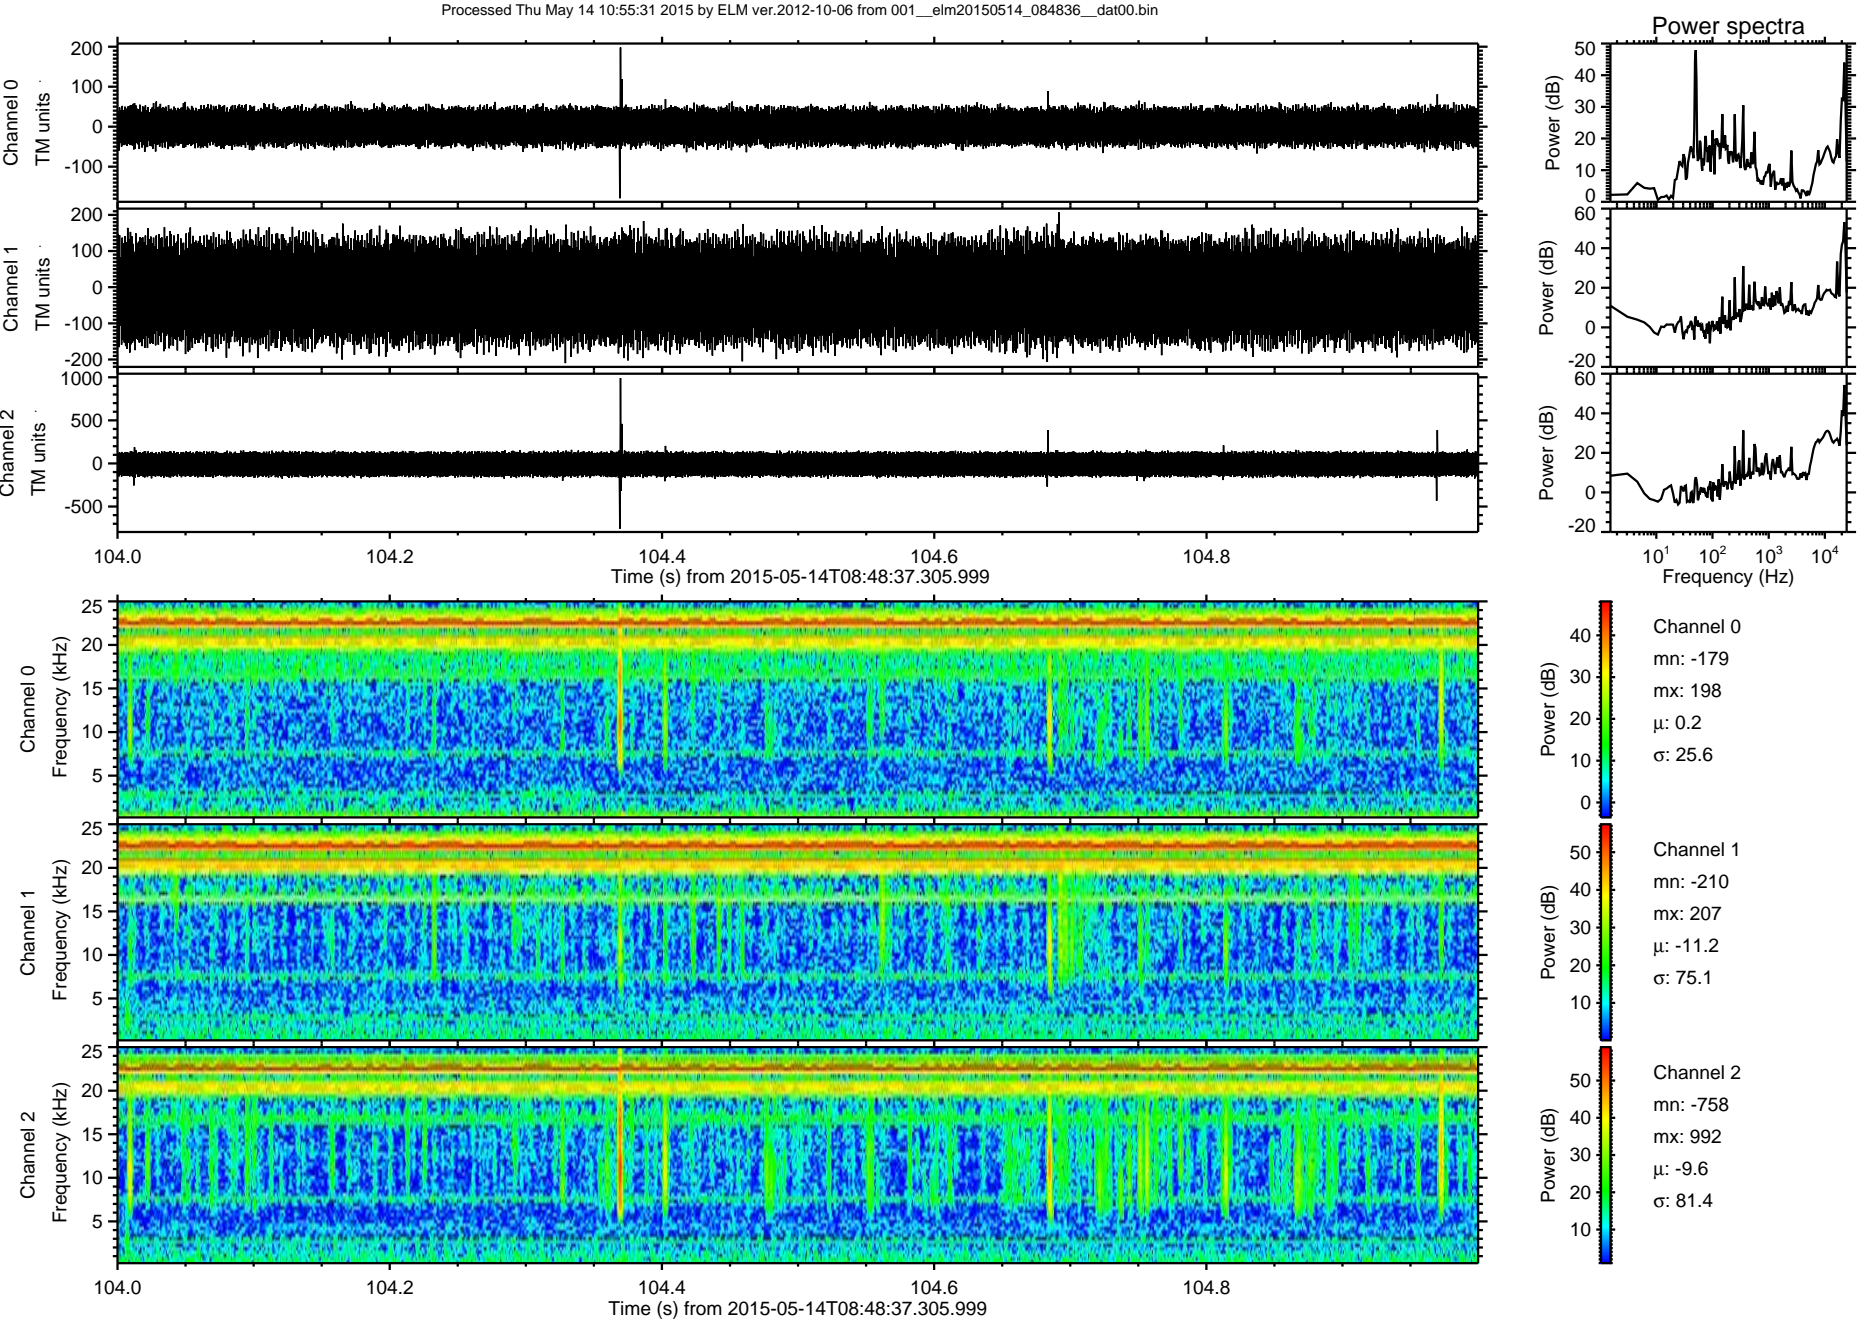 Processed Thu May 14 10:55:31 2015 by ELM ver.2012-10-06 from 001__elm20150514_084836__dat00.bin
Power spectra
Channel 0
TM units
200
100
0
-100
Power (dB)
50
40
30
20
10
0
Channel 1
TM units
200
100
0
-100
-200
Power (dB)
60
40
20
0
-20
Channel 2
TM units
1000
500
0
-500
Power (dB)
60
40
20
0
-20
104.0 104.2 104.4 104.6 104.8
Time (s) from 2015-05-14T08:48:37.305.999
10^1 10^2 10^3 10^4
Frequency (Hz)
Channel 0
Frequency (kHz)
25
20
15
10
5
Power (dB)
40
30
20
10
0
Channel 0
mn: -179
mx: 198
μ: 0.2
σ: 25.6
Channel 1
Frequency (kHz)
25
20
15
10
5
Power (dB)
50
40
30
20
10
Channel 1
mn: -210
mx: 207
μ: -11.2
σ: 75.1
Channel 2
Frequency (kHz)
25
20
15
10
5
Power (dB)
50
40
30
20
10
Channel 2
mn: -758
mx: 992
μ: -9.6
σ: 81.4
104.0 104.2 104.4 104.6 104.8
Time (s) from 2015-05-14T08:48:37.305.999